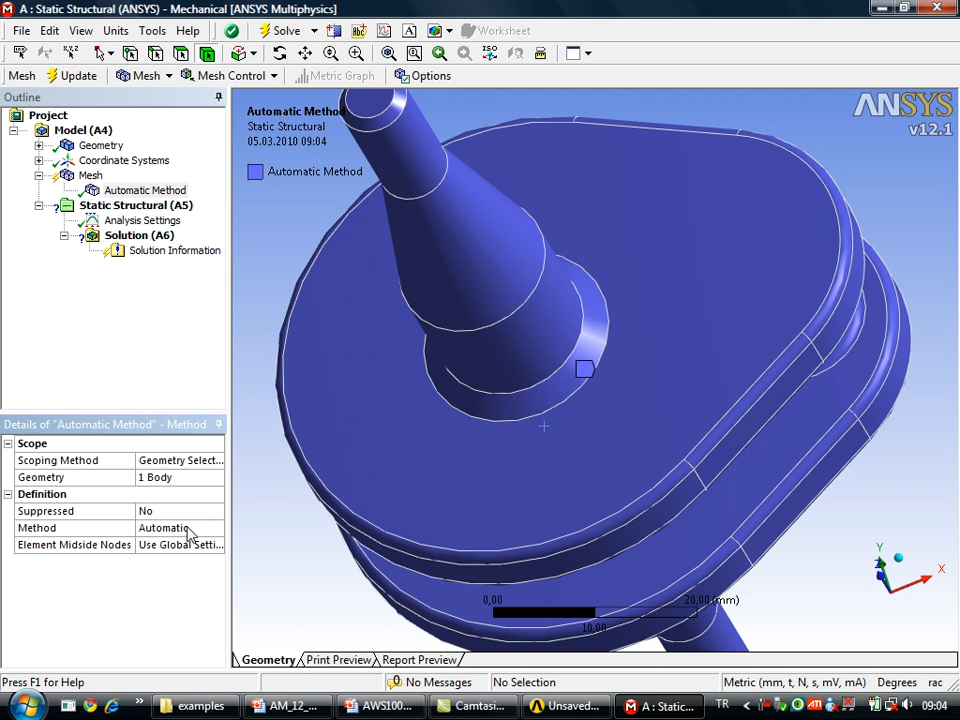 A : Static Structural (ANSYS) - Mechanical [ANSYS Multiphysics]
File Edit View Units Tools Help Solve Worksheet
Mesh Update Mesh Mesh Control Metric Graph Options
Outline
Project
Model (A4)
Geometry
Coordinate Systems
Mesh
Automatic Method
Static Structural (A5)
Analysis Settings
Solution (A6)
Solution Information
Automatic Method
Static Structural
05.03.2010 09:04
Automatic Method
ANSYS
v12.1
Details of "Automatic Method" - Method
Scope
Scoping Method Geometry Select...
Geometry 1 Body
Definition
Suppressed No
Method Automatic
Element Midside Nodes Use Global Setti...
0,00 20,00 (mm)
10,00
Y
Z
X
Geometry Print Preview Report Preview
Press F1 for Help No Messages No Selection Metric (mm, t, N, s, mV, mA) Degrees rac
examples AM_12_... AWS100... Camtasi... Unsaved... A : Static... TR 09:04